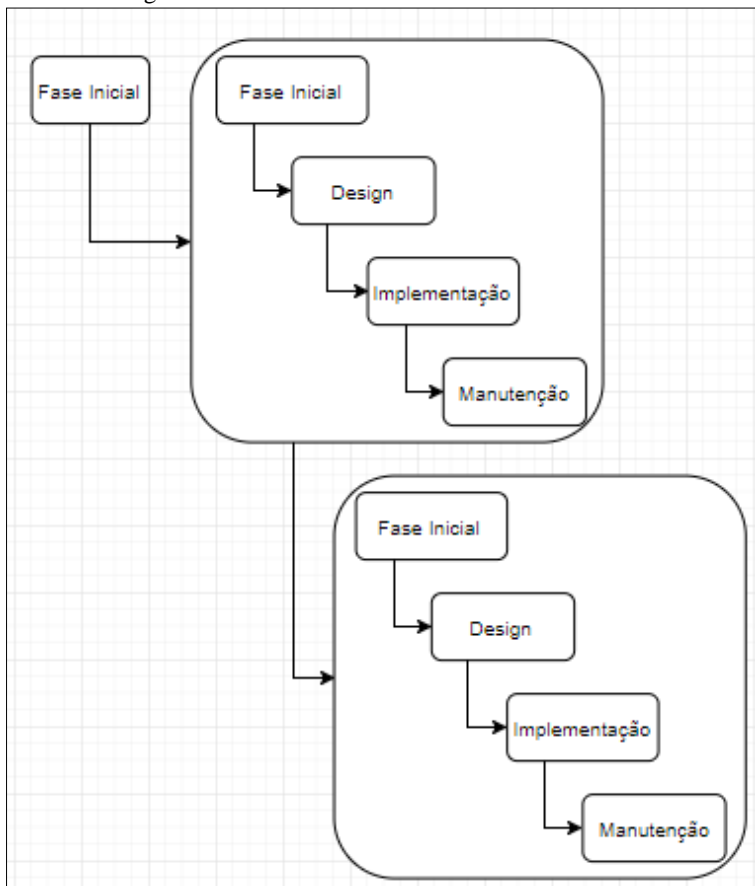 Fase Inicial
Fase Inicial
Design
Implementação
Manutenção
Fase Inicial
Design
Implementação
Manutenção